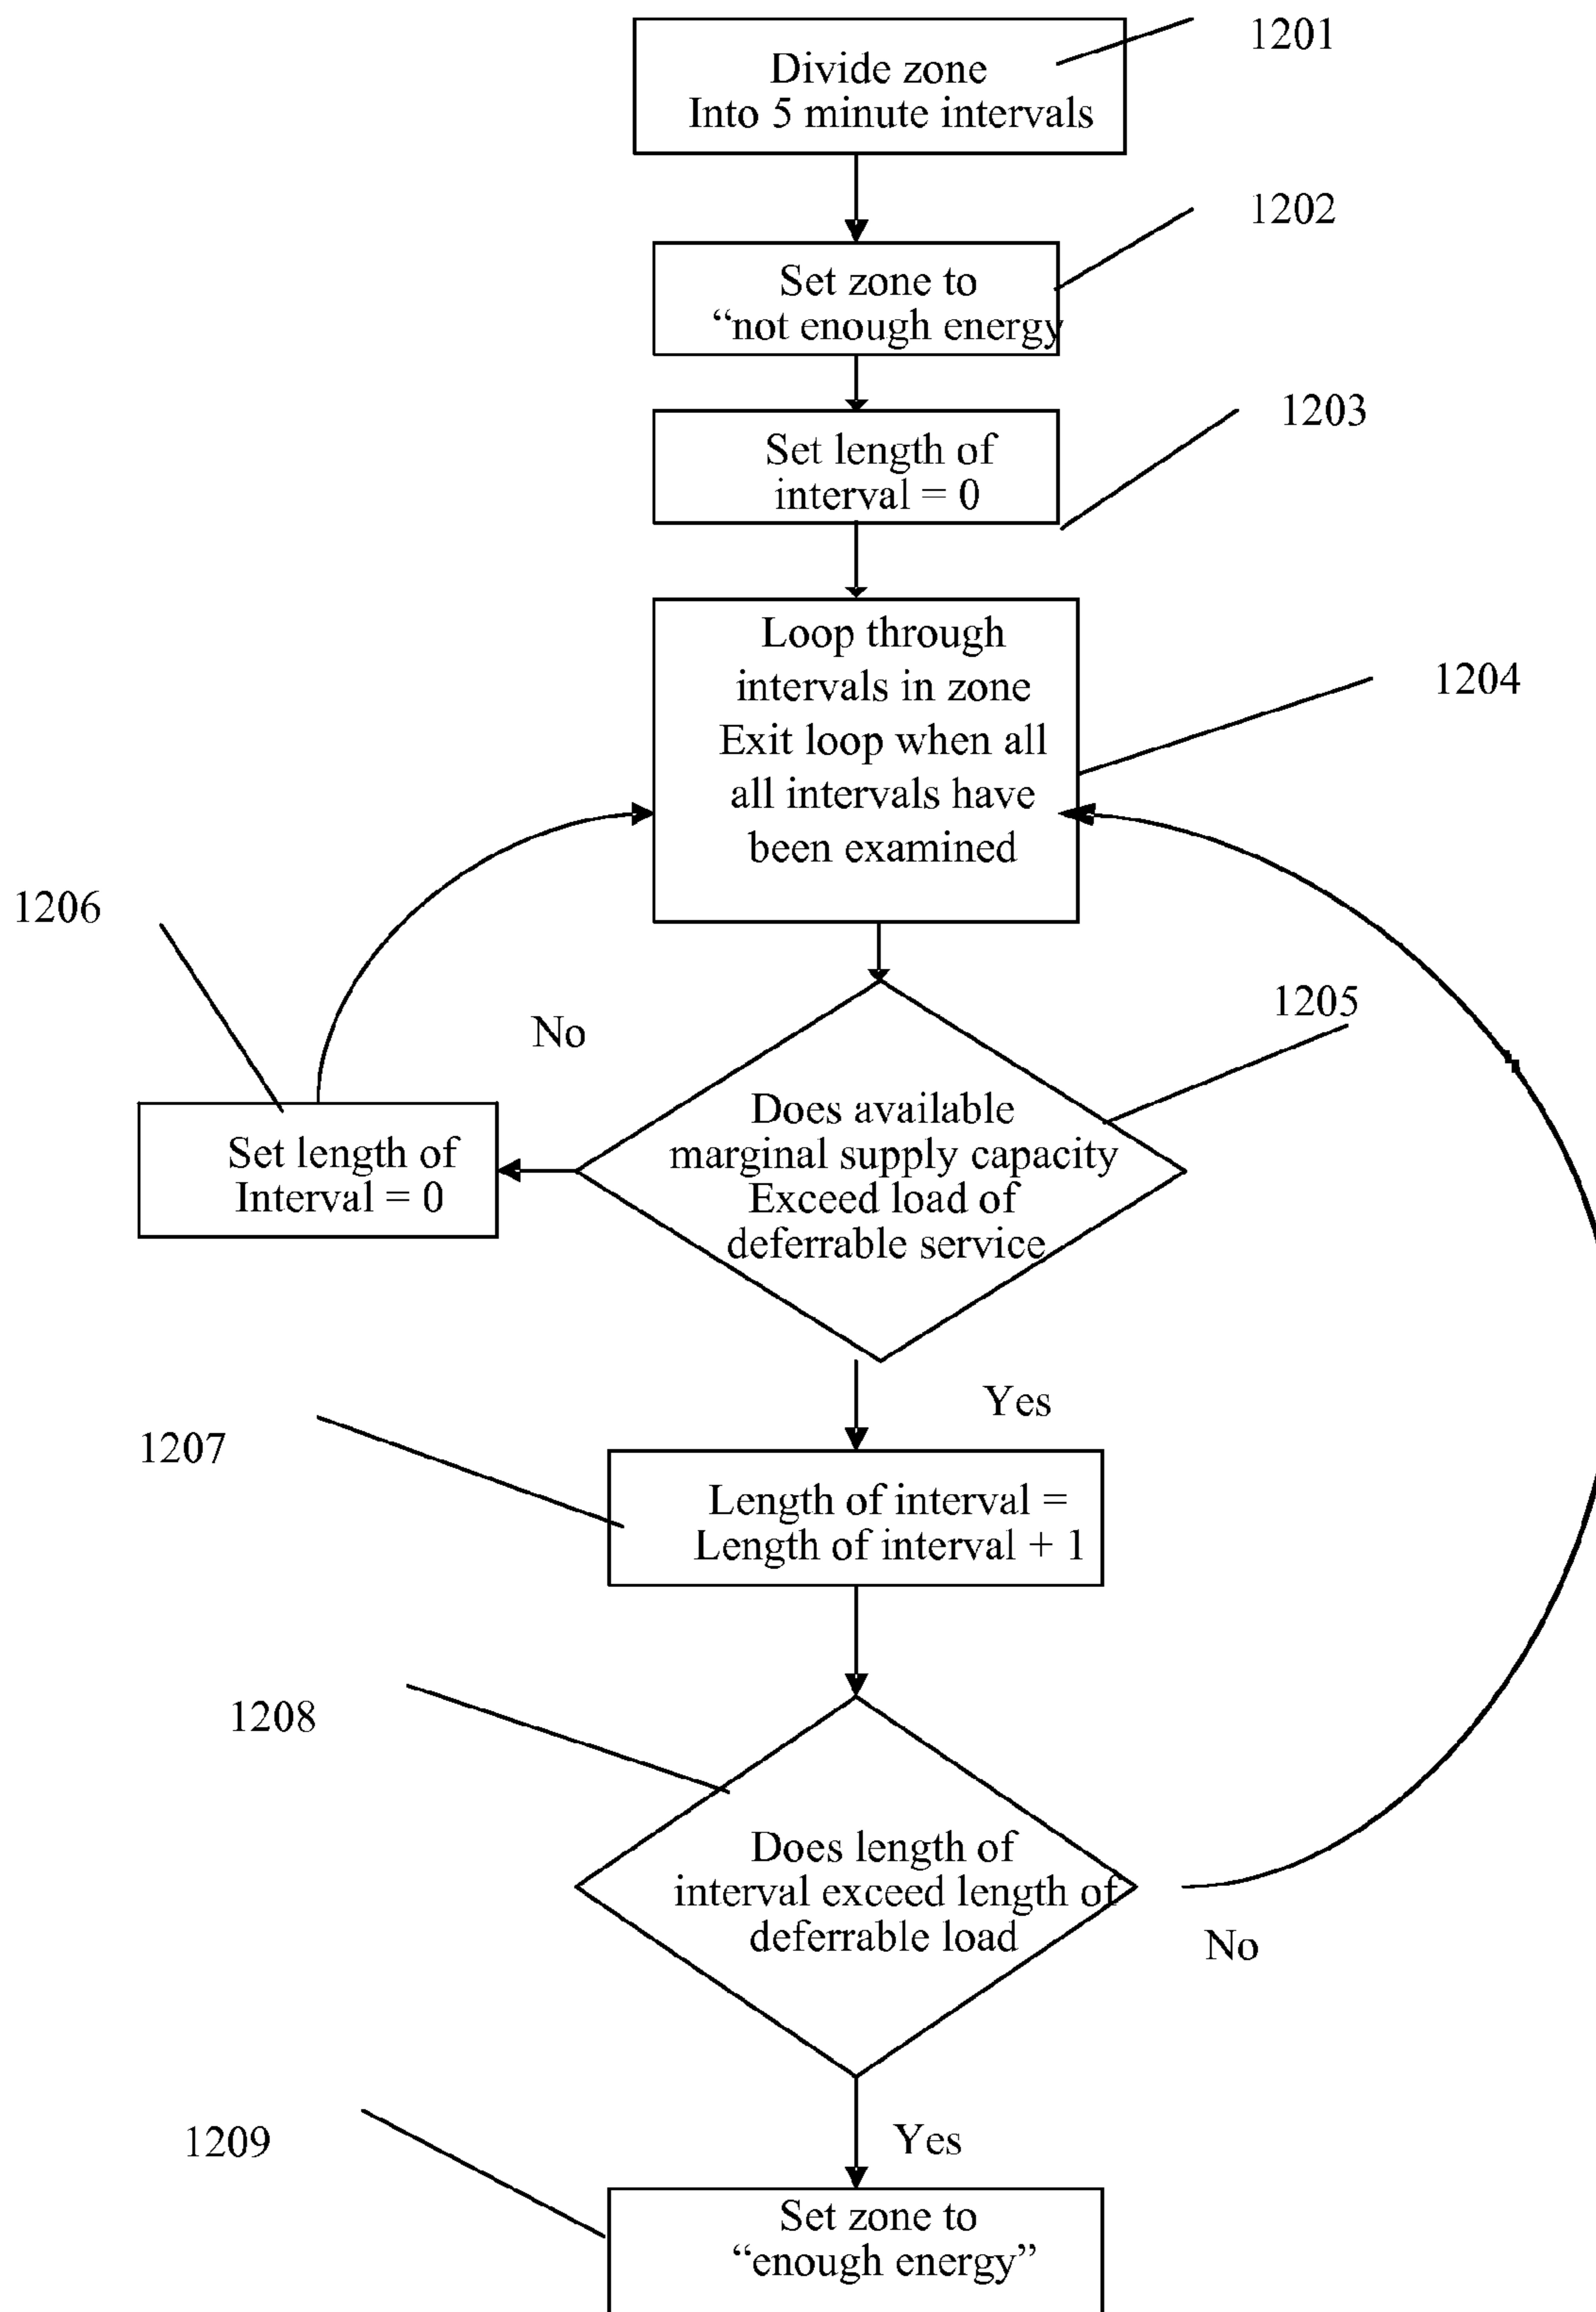 1201
Divide zone
Into 5 minute intervals
1202
Set zone to
“not enough energy
1203
Set length of
interval = 0
Loop through
intervals in zone
Exit loop when all
all intervals have
been examined
1204
1206
1205
No
Does available
marginal supply capacity
Exceed load of
deferrable service
Set length of
Interval = 0
Yes
1207
Length of interval =
Length of interval + 1
1208
Does length of
interval exceed length of
deferrable load
No
1209
Yes
Set zone to
“enough energy”